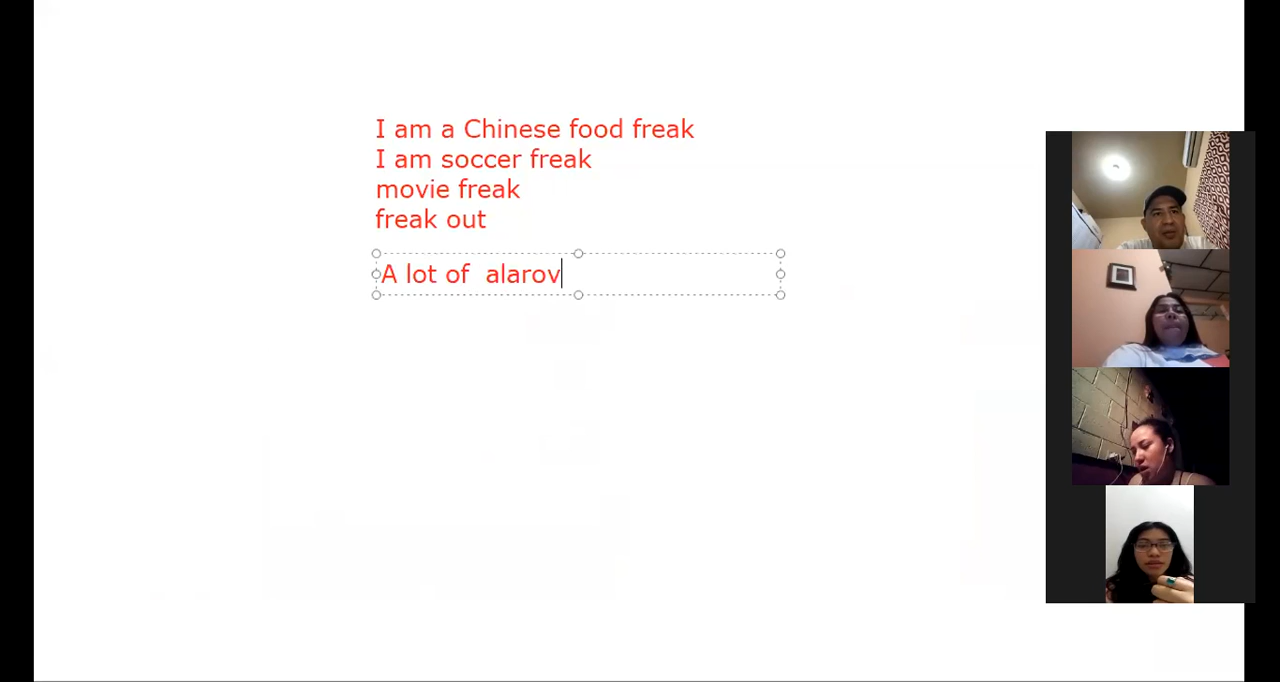 I am a Chinese food freak
I am soccer freak
movie freak
freak out
A lot of  alarov